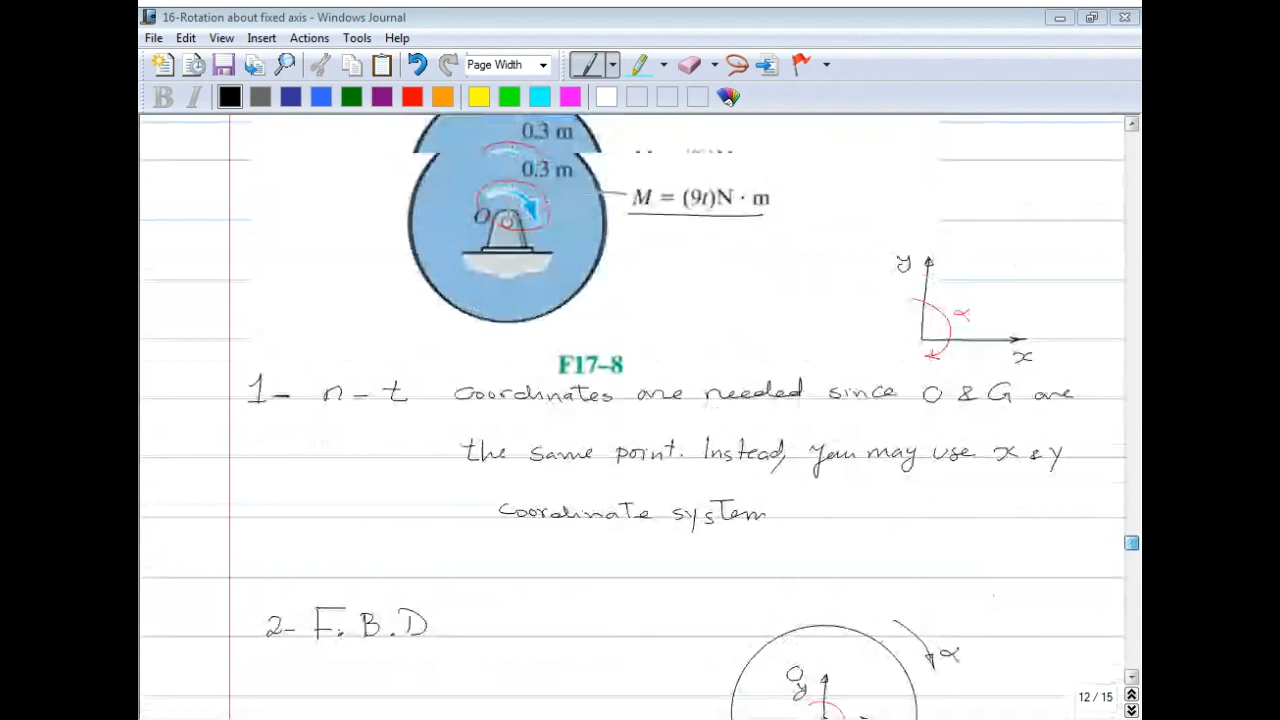 16-Rotation about fixed axis - Windows Journal
File Edit View Insert Actions Tools Help
Page Width
B I
0.3 m
0.3 m
M = (9t)N · m
O
y
α
x
F17–8
1- n - t coordinates are needed since O & G are
the same point. Instead, you may use x & y
coordinate system
2- F.B.D
α
O
y
12 / 15